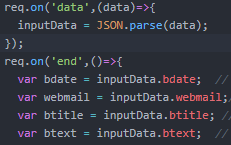 req.on('data',(data)=>{
inputData = JSON.parse(data);
});
req.on('end',()=>{
var bdate = inputData.bdate; //
var webmail = inputData.webmail;
var btitle = inputData.btitle; //
var btext = inputData.btext; //